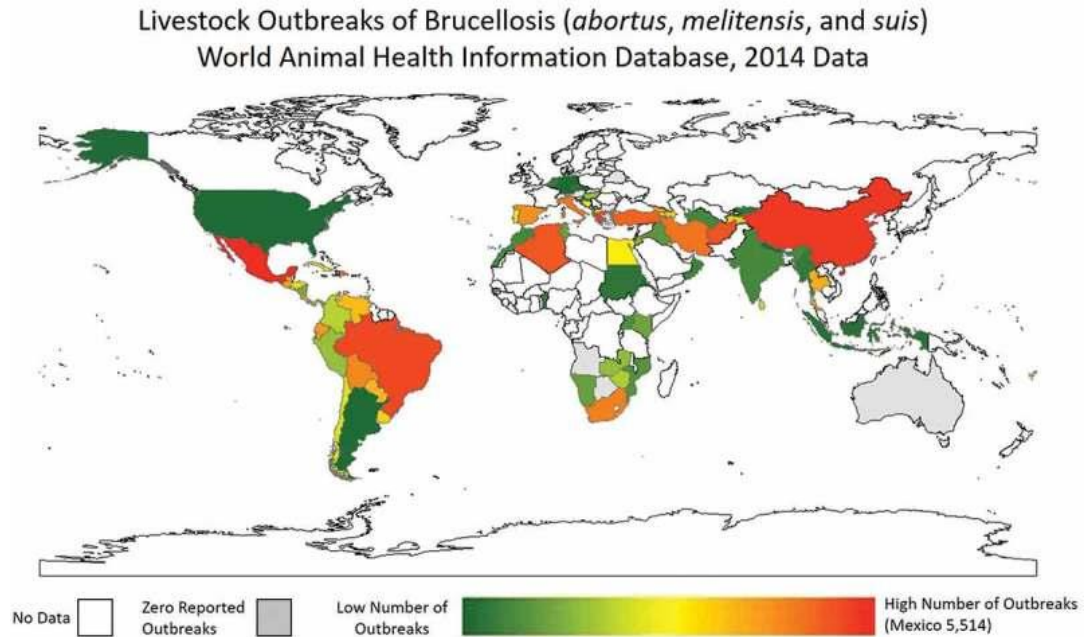 Livestock Outbreaks of Brucellosis (abortus, melitensis, and suis)
World Animal Health Information Database, 2014 Data
No Data
Zero Reported
Outbreaks
Low Number of
Outbreaks
High Number of Outbreaks
(Mexico 5,514)